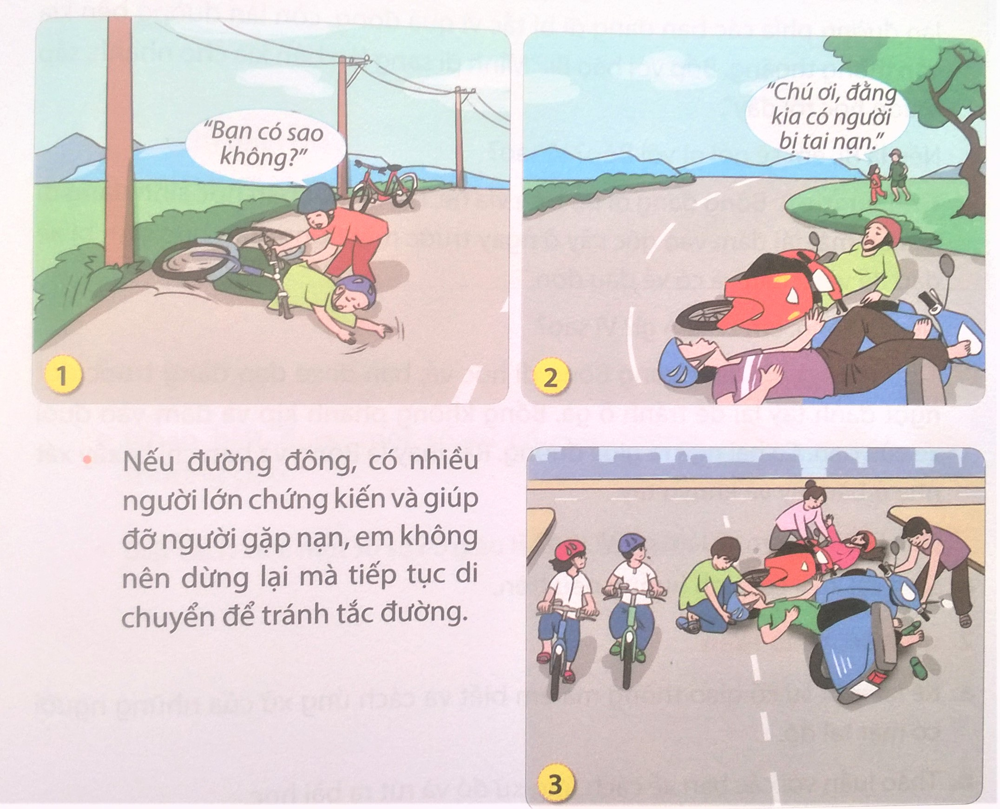 “Bạn có sao
không?”
1
“Chú ơi, đằng
kia có người
bị tai nạn.”
2
• Nếu đường đông, có nhiều
người lớn chứng kiến và giúp
đỡ người gặp nạn, em không
nên dừng lại mà tiếp tục di
chuyển để tránh tắc đường.
3